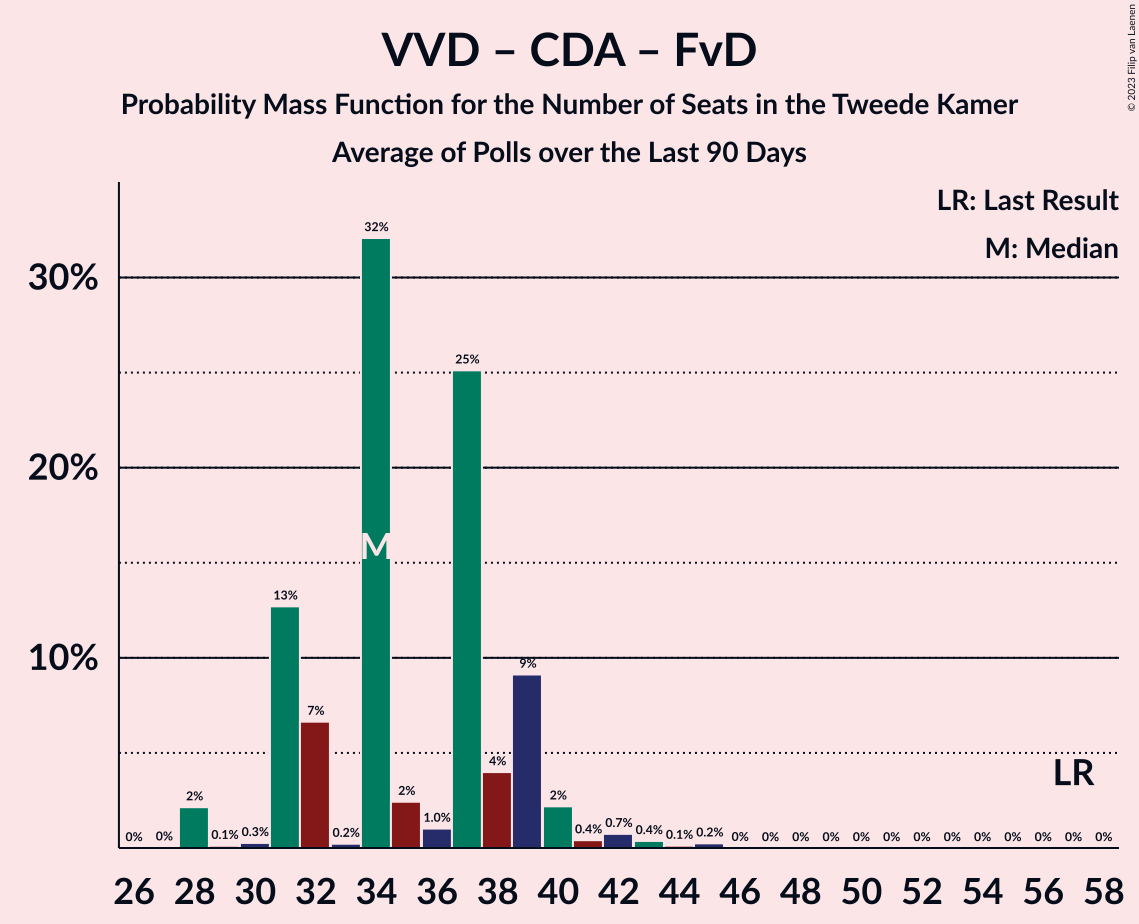 VVD – CDA – FvD
Probability Mass Function for the Number of Seats in the Tweede Kamer
Average of Polls over the Last 90 Days
© 2023 Filip van Laenen
LR: Last Result
M: Median
30%
20%
10%
0% 0% 2% 0.1% 0.3% 13% 7% 0.2% 32% 2% 1.0% 25% 4% 9% 2% 0.4% 0.7% 0.4% 0.1% 0.2% 0% 0% 0% 0% 0% 0% 0% 0% 0% 0% 0% 0% 0%
M
LR
26 28 30 32 34 36 38 40 42 44 46 48 50 52 54 56 58